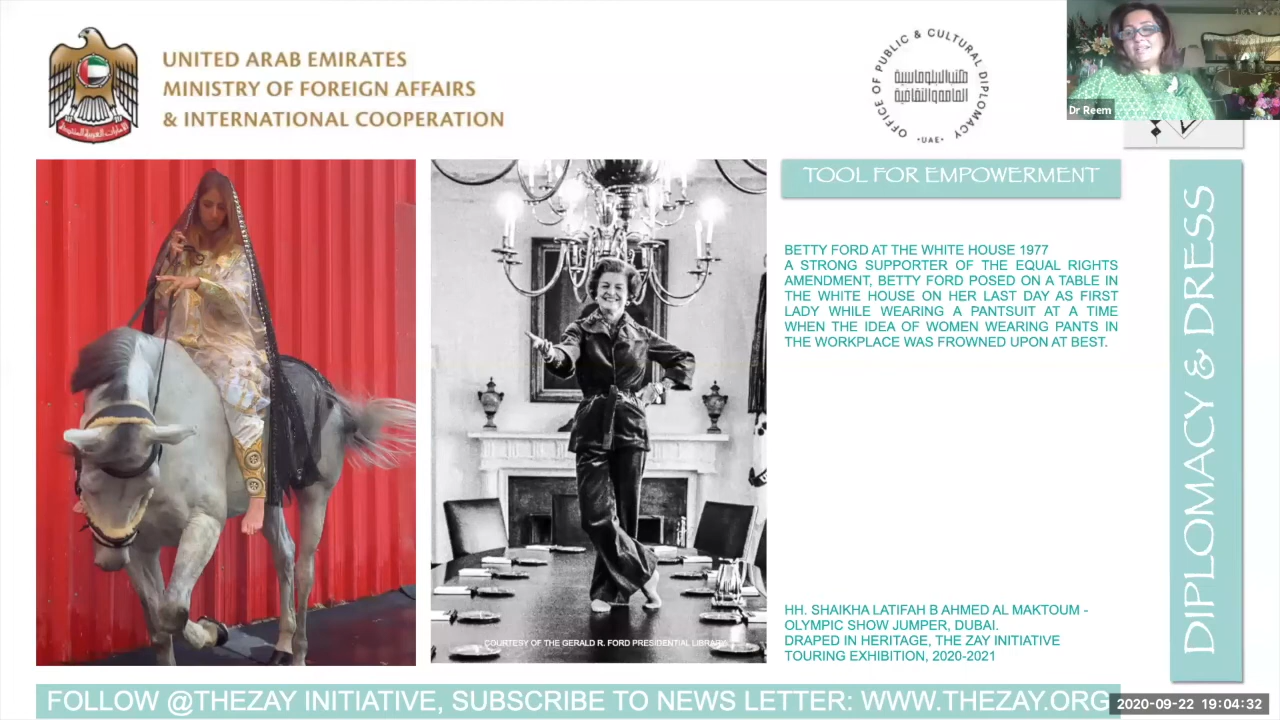 UNITED ARAB EMIRATES
MINISTRY OF FOREIGN AFFAIRS
& INTERNATIONAL COOPERATION
OFFICE OF PUBLIC & CULTURAL DIPLOMACY
•UAE•
Dr Reem
TOOL FOR EMPOWERMENT
BETTY FORD AT THE WHITE HOUSE 1977
A STRONG SUPPORTER OF THE EQUAL RIGHTS
AMENDMENT, BETTY FORD POSED ON A TABLE IN
THE WHITE HOUSE ON HER LAST DAY AS FIRST
LADY WHILE WEARING A PANTSUIT AT A TIME
WHEN THE IDEA OF WOMEN WEARING PANTS IN
THE WORKPLACE WAS FROWNED UPON AT BEST.
COURTESY OF THE GERALD R. FORD PRESIDENTIAL LIBRARY
HH. SHAIKHA LATIFAH B AHMED AL MAKTOUM -
OLYMPIC SHOW JUMPER, DUBAI.
DRAPED IN HERITAGE, THE ZAY INITIATIVE
TOURING EXHIBITION, 2020-2021
DIPLOMACY & DRESS
FOLLOW @THEZAY INITIATIVE, SUBSCRIBE TO NEWS LETTER: WWW.THEZAY.ORG
2020-09-22 19:04:32